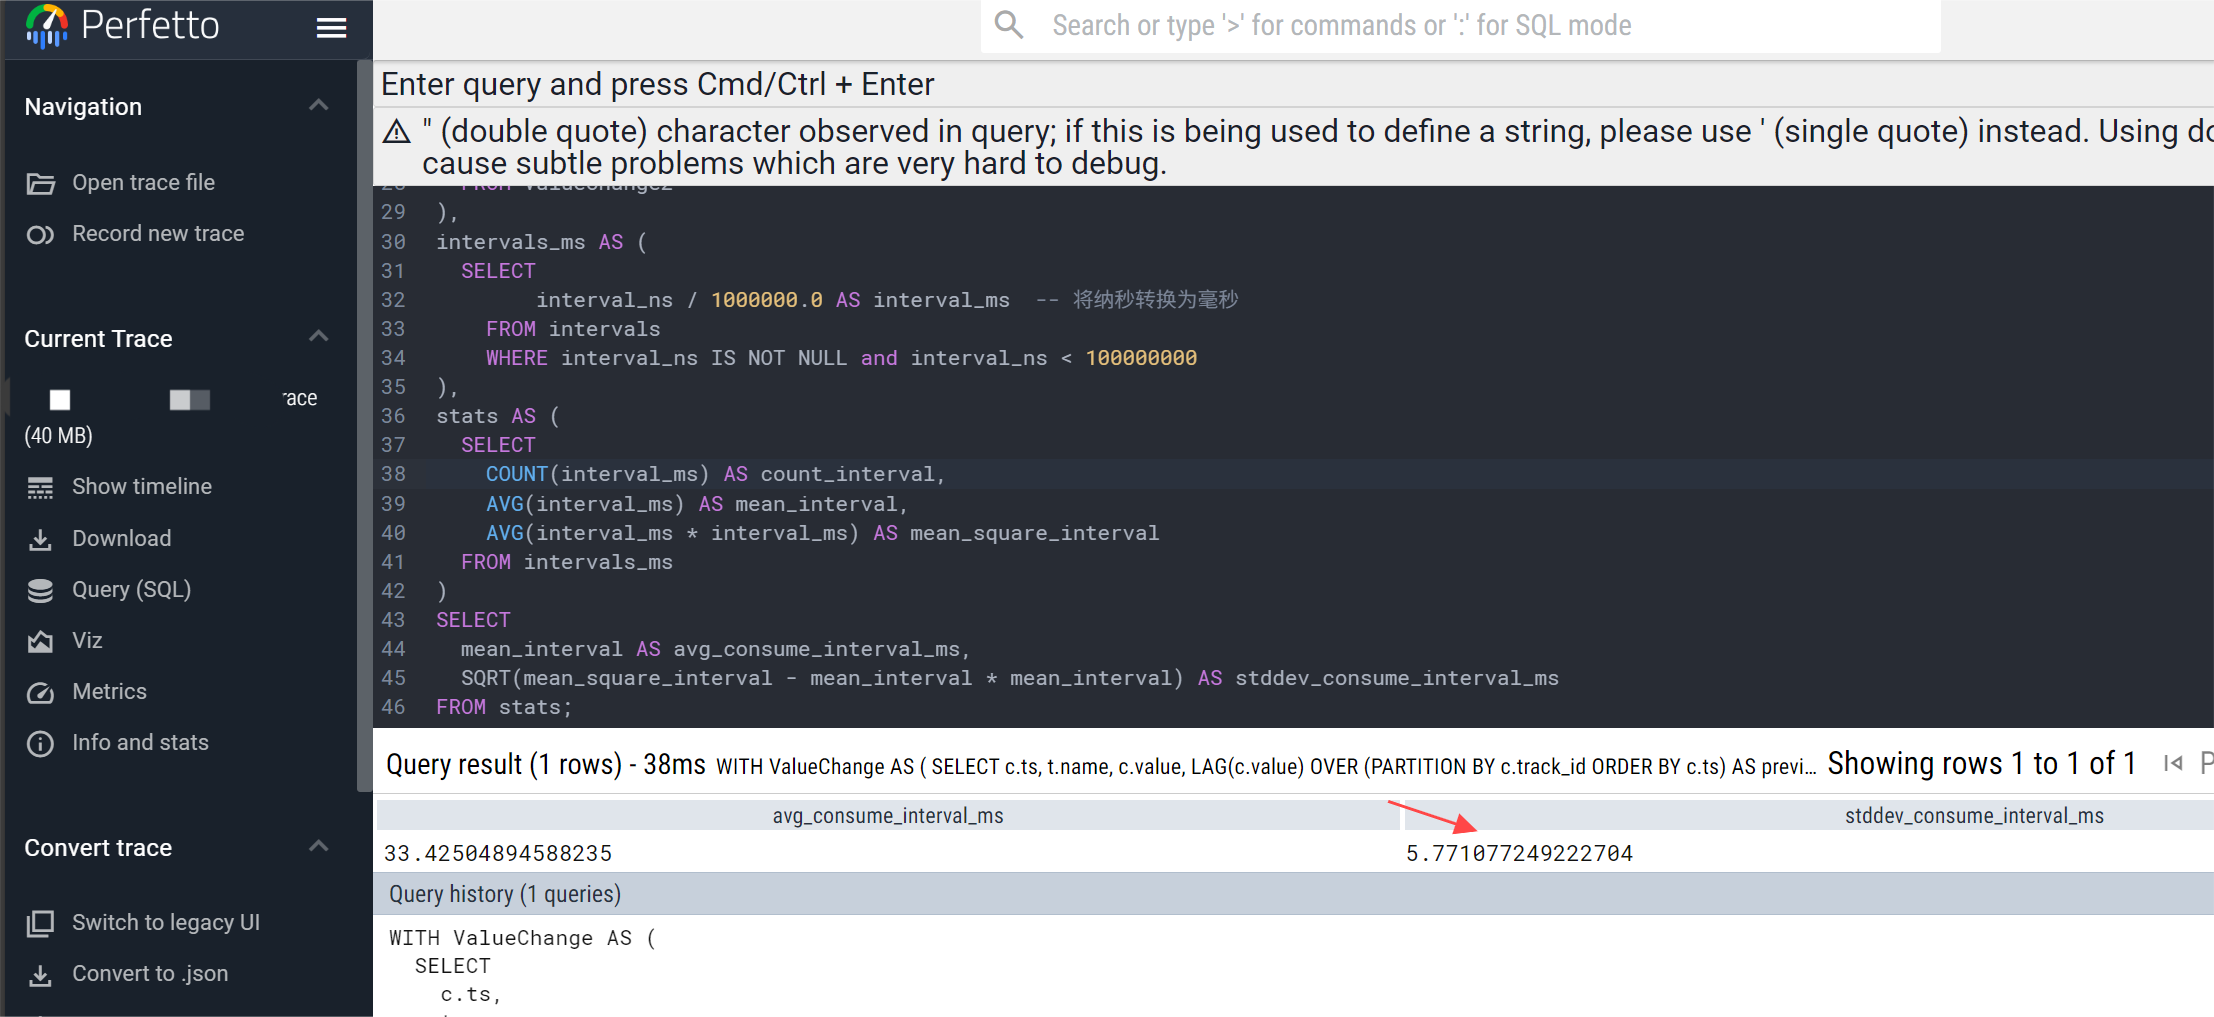 Perfetto
Search or type '>' for commands or ':' for SQL mode
Navigation
Open trace file
Record new trace
Current Trace
race
(40 MB)
Show timeline
Download
Query (SQL)
Viz
Metrics
Info and stats
Convert trace
Switch to legacy UI
Convert to .json
Enter query and press Cmd/Ctrl + Enter
" (double quote) character observed in query; if this is being used to define a string, please use ' (single quote) instead. Using
cause subtle problems which are very hard to debug.
28 FROM ValueChange2
29 ),
30 intervals_ms AS (
31 SELECT
32 interval_ns / 1000000.0 AS interval_ms -- 将纳秒转换为毫秒
33 FROM intervals
34 WHERE interval_ns IS NOT NULL and interval_ns < 100000000
35 ),
36 stats AS (
37 SELECT
38 COUNT(interval_ms) AS count_interval,
39 AVG(interval_ms) AS mean_interval,
40 AVG(interval_ms * interval_ms) AS mean_square_interval
41 FROM intervals_ms
42 )
43 SELECT
44 mean_interval AS avg_consume_interval_ms,
45 SQRT(mean_square_interval - mean_interval * mean_interval) AS stddev_consume_interval_ms
46 FROM stats;
Query result (1 rows) - 38ms WITH ValueChange AS ( SELECT c.ts, t.name, c.value, LAG(c.value) OVER (PARTITION BY c.track_id ORDER BY c.ts) AS previ... Showing rows 1 to 1 of 1
avg_consume_interval_ms stddev_consume_interval_ms
33.42504894588235 5.771077249222704
Query history (1 queries)
WITH ValueChange AS (
SELECT
c.ts,